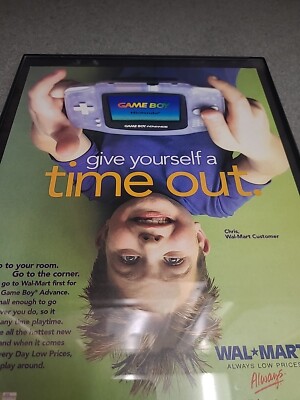 GAME BOY
GAME BOY ADVANCE
give yourself a
time out.
Chris,
Wal-Mart Customer
to your room.
Go to the corner.
go to Wal-Mart first for
Game Boy® Advance.
mall enough to go
ver you do, so it
any time playtime.
e all the hottest new
and when it comes
ery Day Low Prices,
play around.
WAL★MART
ALWAYS LOW PRICES
Always.